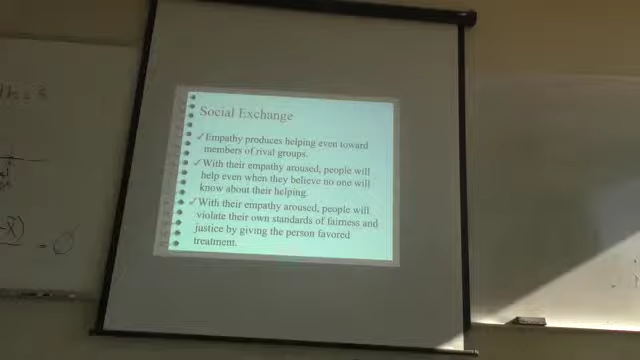 Social Exchange
✓Empathy produces helping even toward
members of rival groups.
✓With their empathy aroused, people will
help even when they believe no one will
know about their helping.
✓With their empathy aroused, people will
violate their own standards of fairness and
justice by giving the person favored
treatment.
= 0